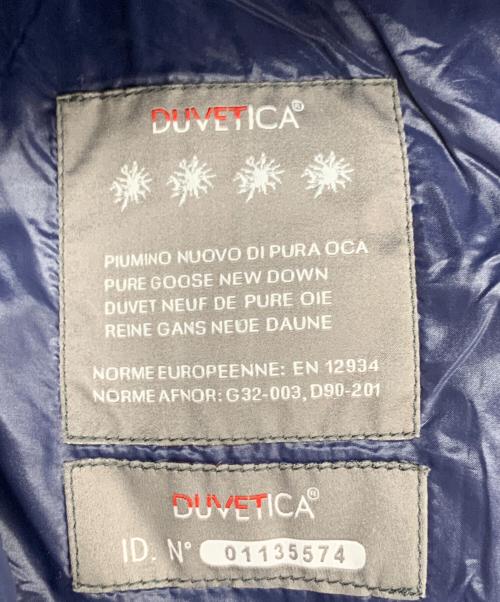 DUVETICA®
PIUMINO NUOVO DI PURA OCA
PURE GOOSE NEW DOWN
DUVET NEUF DE PURE OIE
REINE GANS NEUE DAUNE
NORME EUROPEENNE: EN 12934
NORME AFNOR: G32-003, D90-201
DUVETICA®
ID. N° 01135574